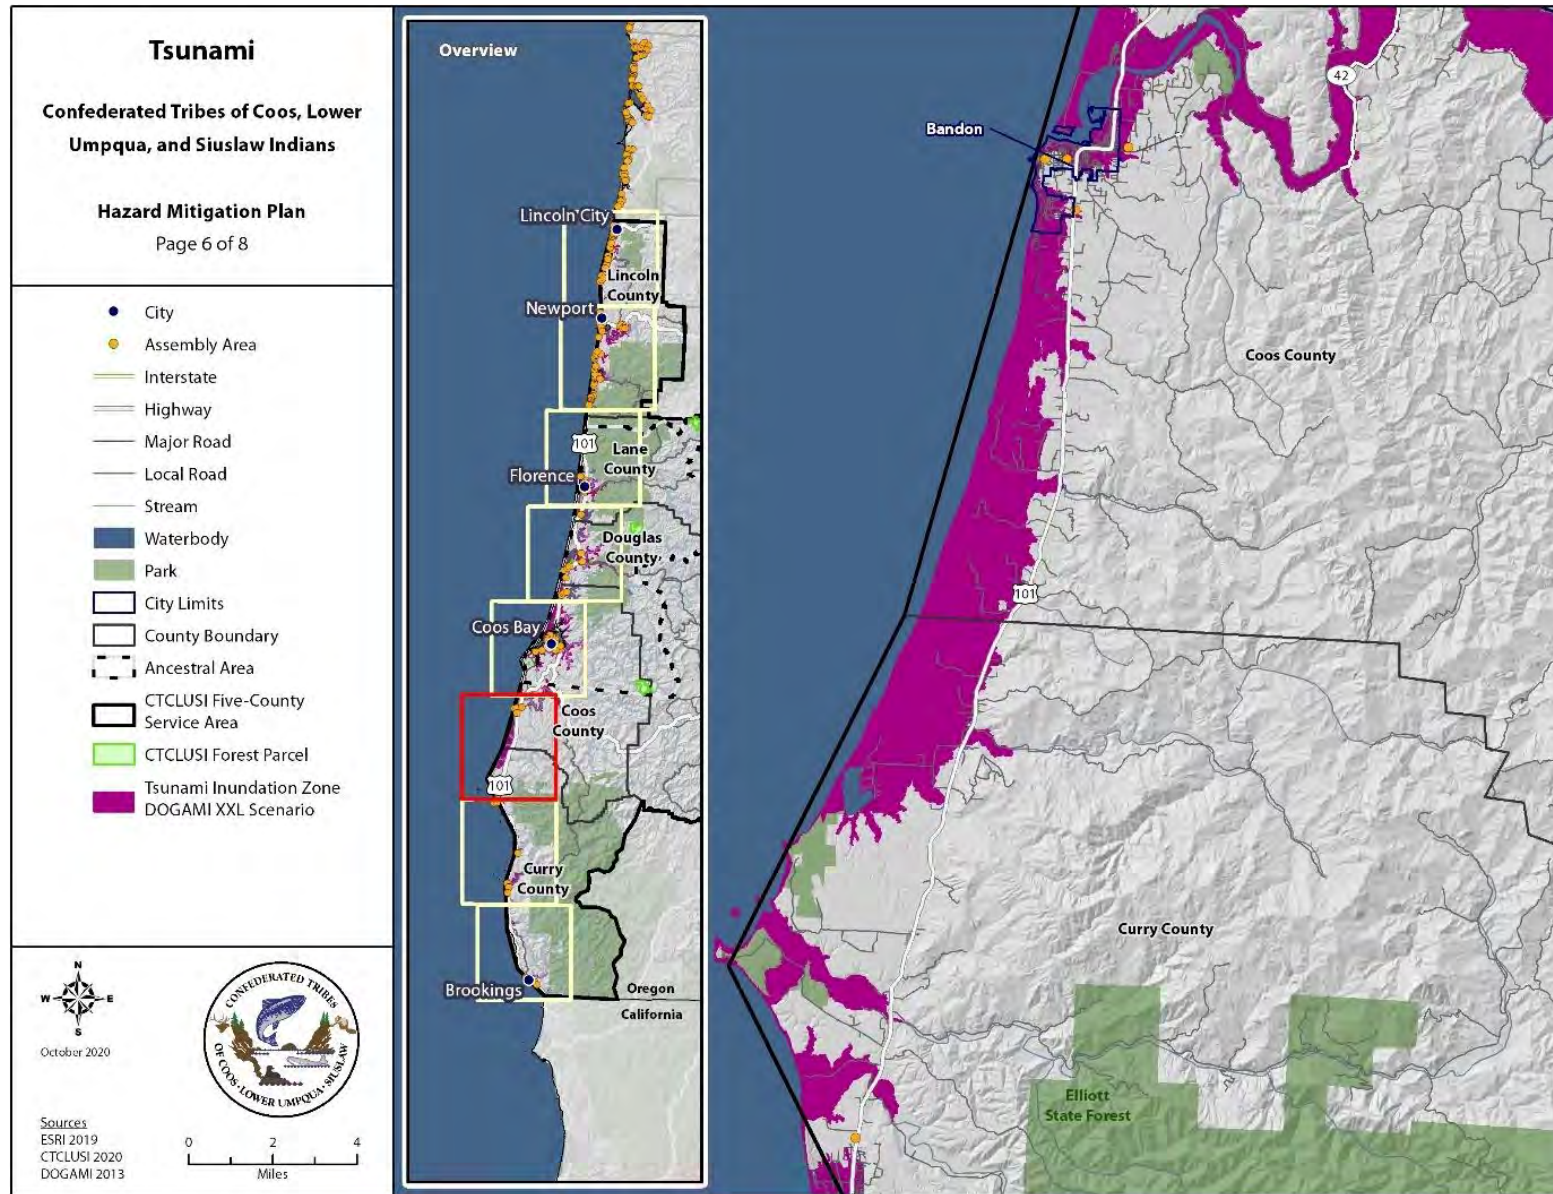 Tsunami
Confederated Tribes of Coos, Lower
Umpqua, and Siuslaw Indians
Hazard Mitigation Plan
Page 6 of 8
City
Assembly Area
Interstate
Highway
Major Road
Local Road
Stream
Waterbody
Park
City Limits
County Boundary
Ancestral Area
CTCLUSI Five-County
Service Area
CTCLUSI Forest Parcel
Tsunami Inundation Zone
DOGAMI XXL Scenario
N
W E
S
October 2020
CONFEDERATED TRIBES
OF COOS · LOWER UMPQUA · SIUSLAW
Sources
ESRI 2019
CTCLUSI 2020
DOGAMI 2013
0 2 4
Miles
Overview
Lincoln City
Lincoln
County
Newport
101
Lane
County
Florence
Douglas
County
Coos Bay
Coos
County
101
Curry
County
Brookings
Oregon
California
42
Bandon
Coos County
101
Curry County
Elliott
State Forest